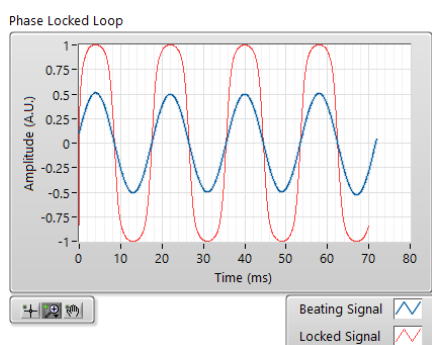 Phase Locked Loop
Amplitude (A.U.)
1
0.75
0.5
0.25
0
-0.25
-0.5
-0.75
-1
0 10 20 30 40 50 60 70 80
Time (ms)
Beating Signal
Locked Signal